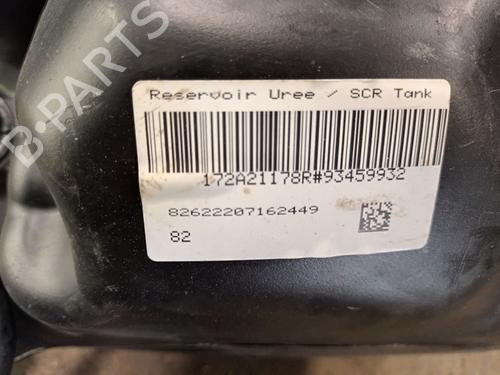 B-PARTS
Reservoir Uree / SCR Tank
172A21178R#93459932
82622207162449
82